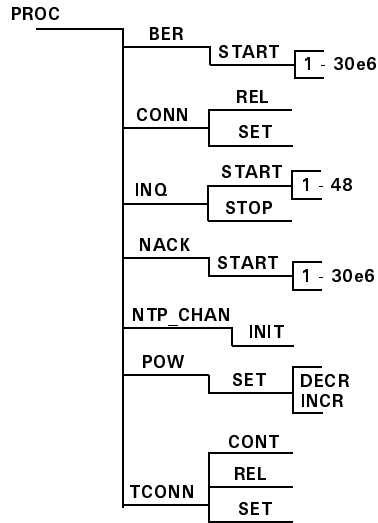 PROC
BER
START
1 - 30e6
CONN
REL
SET
INQ
START
1 - 48
STOP
NACK
START
1 - 30e6
NTP_CHAN
INIT
POW
SET
DECR
INCR
TCONN
CONT
REL
SET